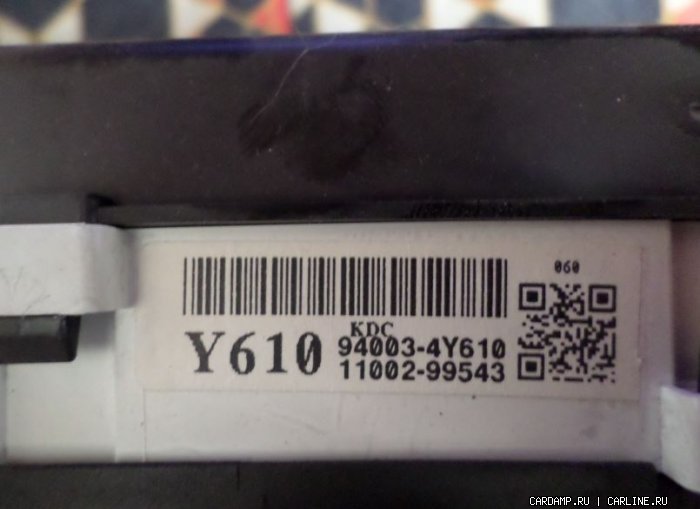 060
KDC
Y610 94003-4Y610
11002-99543
CARDAMP.RU | CARLINE.RU